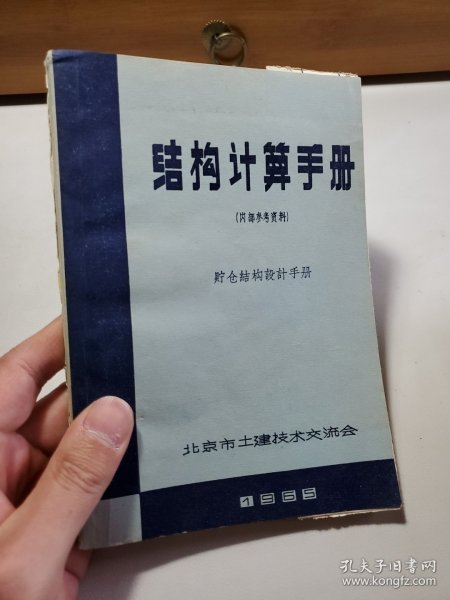 结构计算手册
(内部参考资料)
贮仓结构設計手册
北京市土建技术交流会
1965
孔夫子旧书网
www.kongfz.com